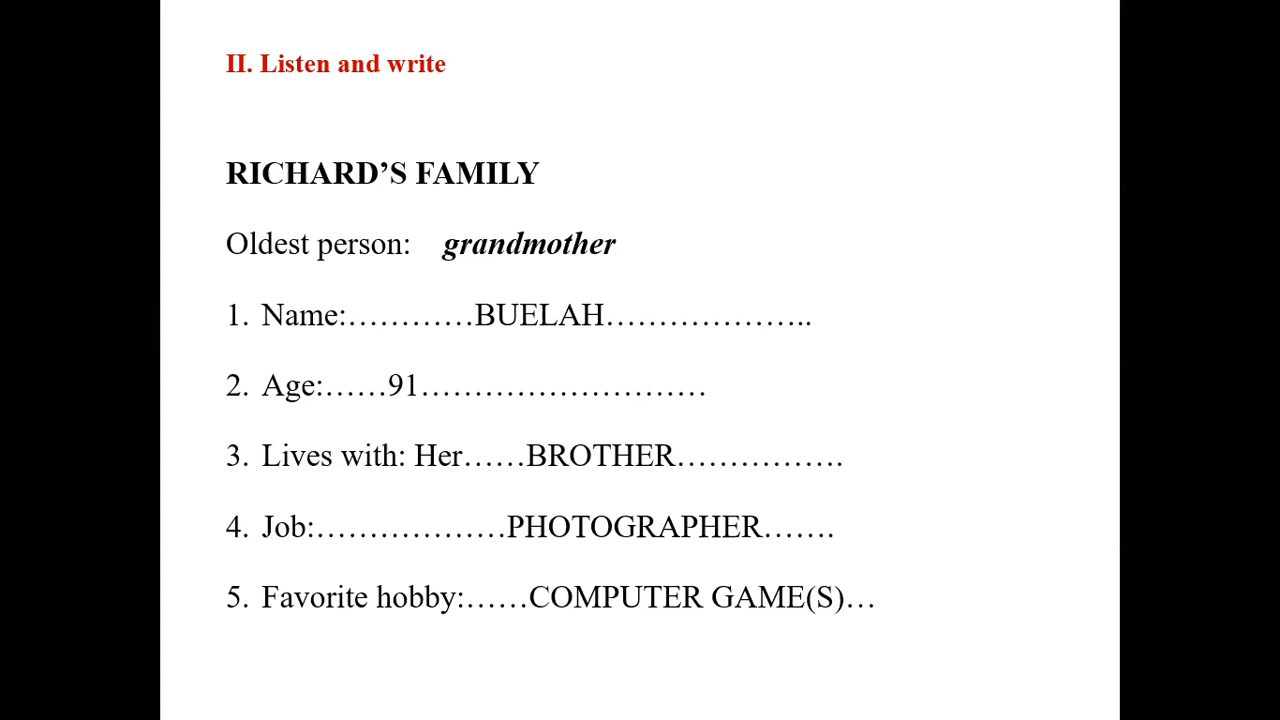 II. Listen and write
RICHARD’S FAMILY
Oldest person: grandmother
1. Name:…………BUELAH………………..
2. Age:……91………………………
3. Lives with: Her……BROTHER…………….
4. Job:………………PHOTOGRAPHER…….
5. Favorite hobby:……COMPUTER GAME(S)…